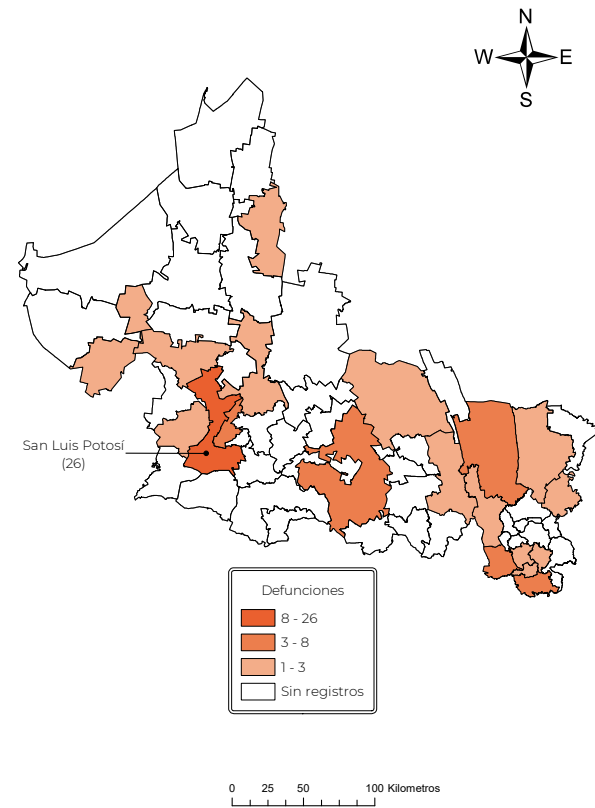 N
W E
S
San Luis Potosí
(26)
Defunciones
8 - 26
3 - 8
1 - 3
Sin registros
0 25 50 100 Kilometros